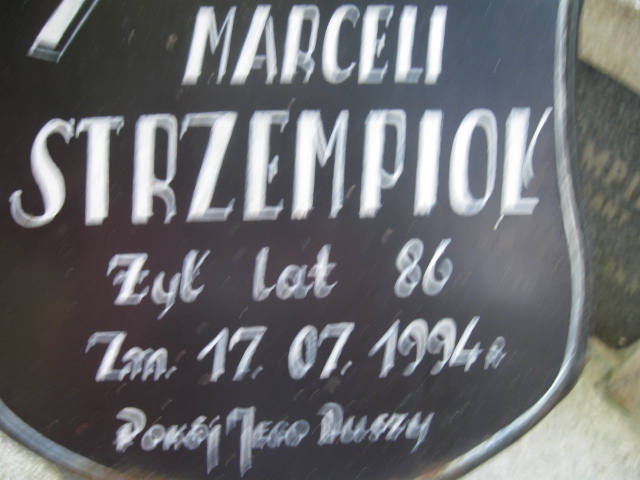 MARCELI
STRZEMPIOŁ
Żył lat 86
Zm. 17. 07. 1994 r.
POKÓJ JEGO DUSZY